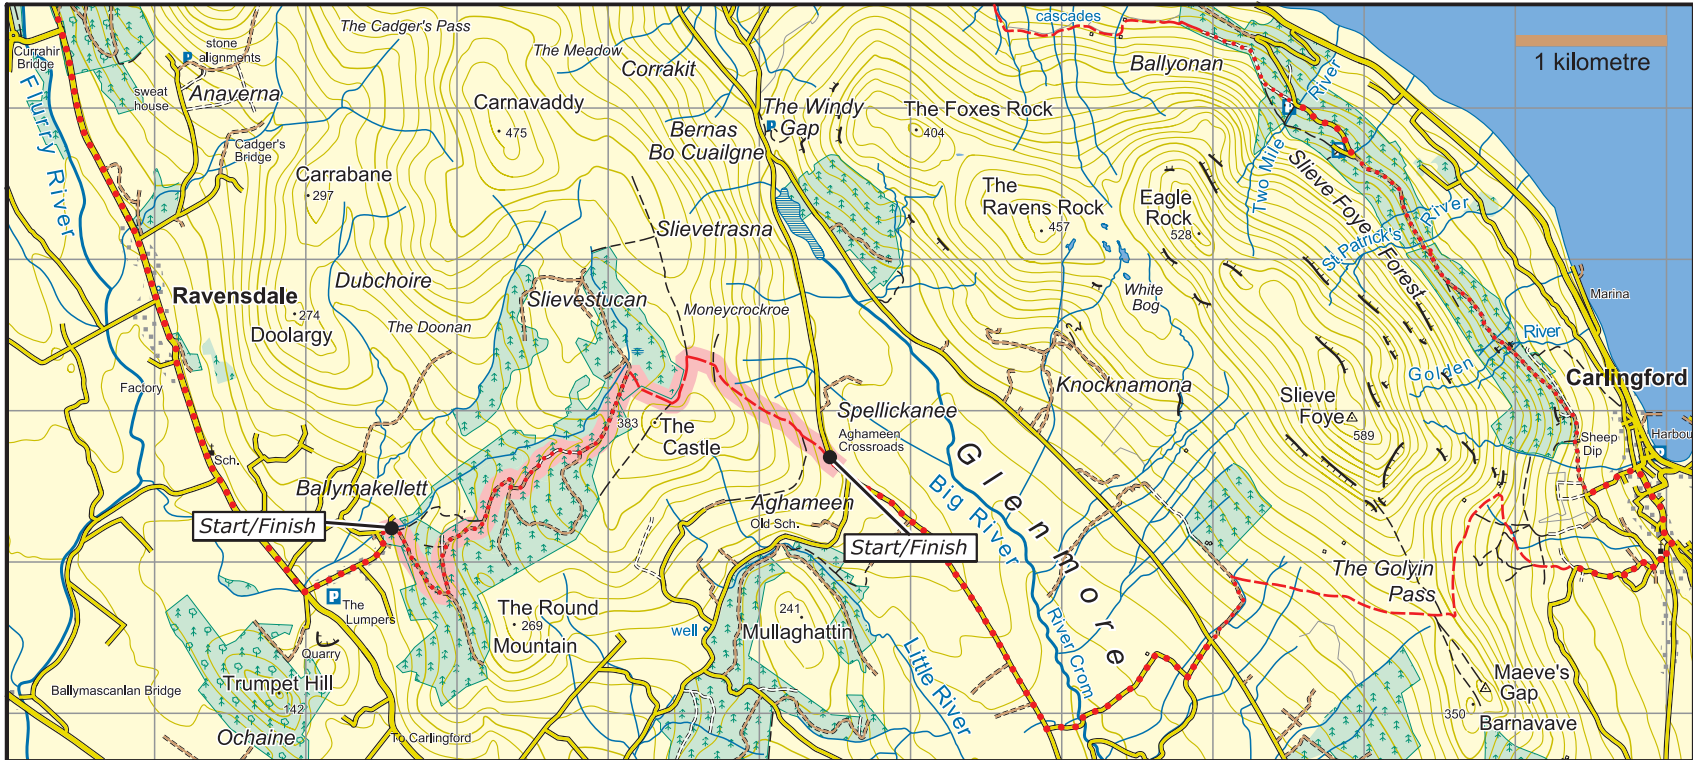 The Cadger's Pass
cascades
Currahir
Bridge
stone
alignments
P
The Meadow
Corrakit
Ballyonan
1 kilometre
sweat
house
Anaverna
Carnavaddy
475
The Windy
Gap
P
The Foxes Rock
404
River
P
Flurry River
Cadger's
Bridge
Bernas
Bo Cuailgne
Carrabane
297
The
Ravens Rock
457
Eagle
Rock
528
Two Mile
Slieve Foye Forest
St Patrick's
River
Slievetrasna
Dubchoire
Ravensdale
274
Doolargy
The Doonan
Slievestucan
Moneycrockroe
White
Bog
Marina
River
Golden
Carlingford
Factory
Knocknamona
Slieve
Foye
589
383
The
Castle
Spellickanee
Aghameen
Crossroads
Sheep
Dip
Harbou
Sch.
Ballymakellett
Start/Finish
Aghameen
Old Sch.
Start/Finish
Big River
Glenmore
The Golyin
Pass
P
The
Lumpers
The Round
Mountain
269
241
Mullaghattin
well
Little River
River Crom
Quarry
Trumpet Hill
142
Ballymascanlan Bridge
Ochaine
To Carlingford
Maeve's
Gap
350
Barnavave